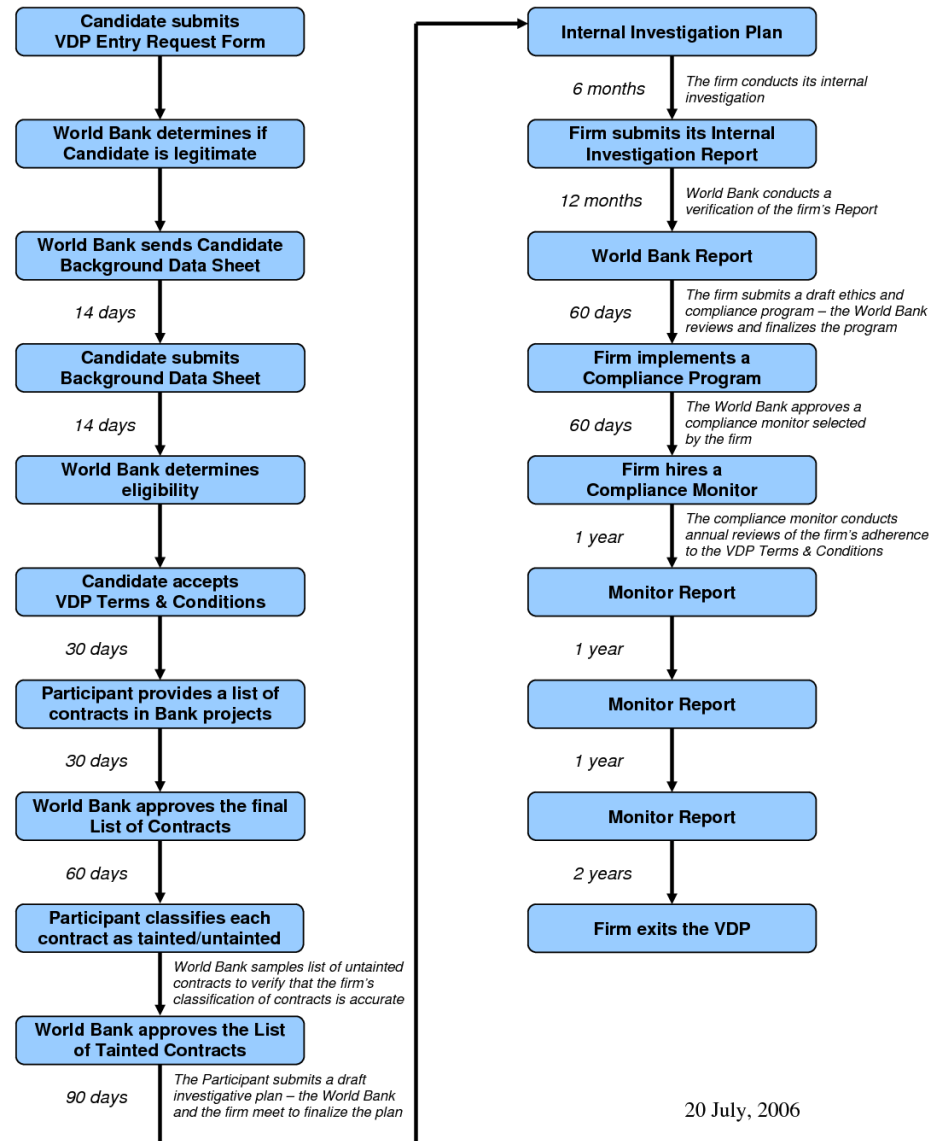 Candidate submits
VDP Entry Request Form
World Bank determines if
Candidate is legitimate
World Bank sends Candidate
Background Data Sheet
14 days
Candidate submits
Background Data Sheet
14 days
World Bank determines
eligibility
Candidate accepts
VDP Terms & Conditions
30 days
Participant provides a list of
contracts in Bank projects
30 days
World Bank approves the final
List of Contracts
60 days
Participant classifies each
contract as tainted/untainted
World Bank samples list of untainted
contracts to verify that the firm's
classification of contracts is accurate
World Bank approves the List
of Tainted Contracts
90 days
The Participant submits a draft
investigative plan – the World Bank
and the firm meet to finalize the plan
Internal Investigation Plan
6 months
The firm conducts its internal
investigation
Firm submits its Internal
Investigation Report
12 months
World Bank conducts a
verification of the firm's Report
World Bank Report
60 days
The firm submits a draft ethics and
compliance program – the World Bank
reviews and finalizes the program
Firm implements a
Compliance Program
60 days
The World Bank approves a
compliance monitor selected
by the firm
Firm hires a
Compliance Monitor
1 year
The compliance monitor conducts
annual reviews of the firm's adherence
to the VDP Terms & Conditions
Monitor Report
1 year
Monitor Report
1 year
Monitor Report
2 years
Firm exits the VDP
20 July, 2006